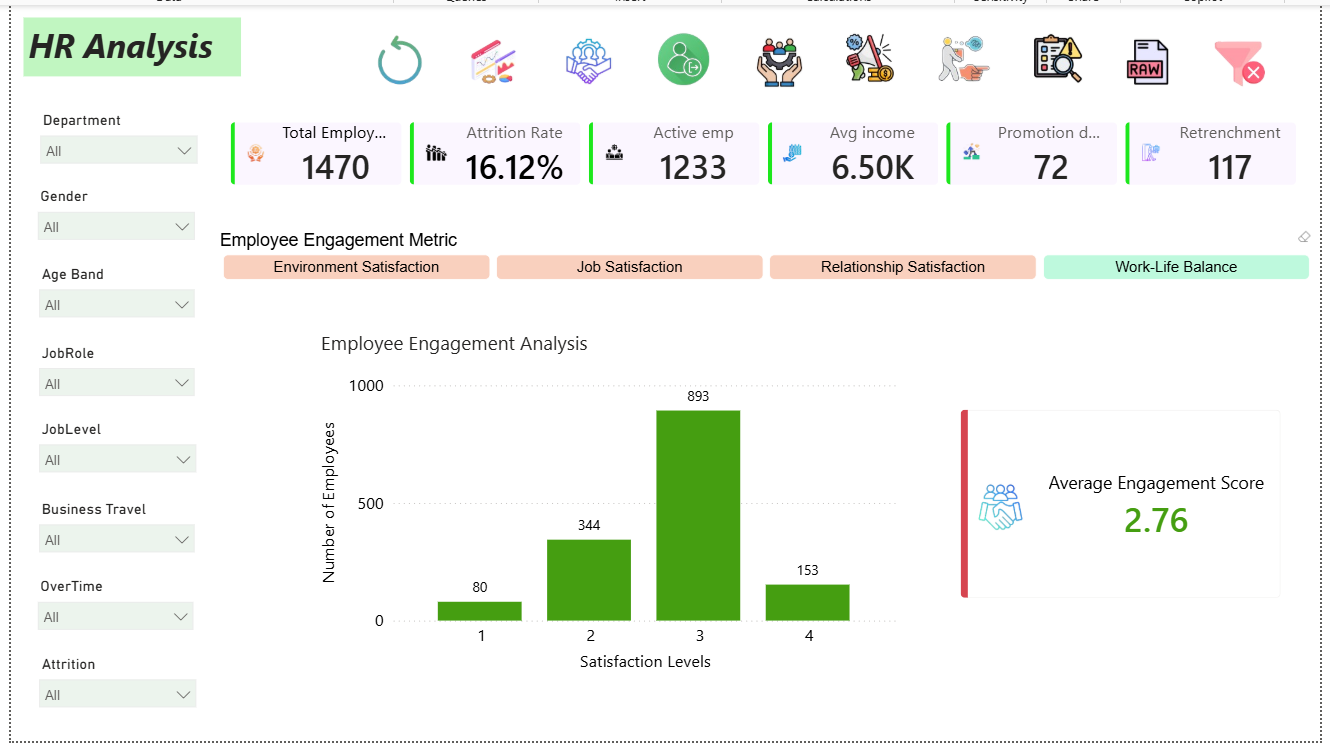 HR Analysis
RAW
Department
All
Gender
All
Age Band
All
JobRole
All
JobLevel
All
Business Travel
All
OverTime
All
Attrition
All
Total Employ...
1470
Attrition Rate
16.12%
Active emp
1233
Avg income
6.50K
Promotion d...
72
Retrenchment
117
Employee Engagement Metric
Environment Satisfaction
Job Satisfaction
Relationship Satisfaction
Work-Life Balance
Employee Engagement Analysis
Number of Employees
1000
500
0
80
344
893
153
1
2
3
4
Satisfaction Levels
Average Engagement Score
2.76